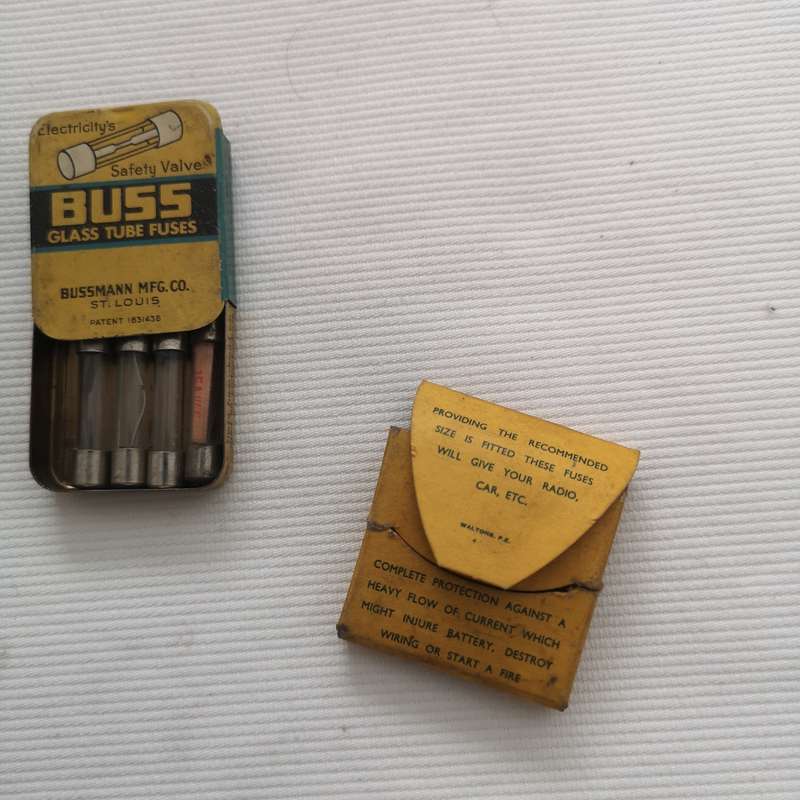 Electricity's
Safety Valve
BUSS
GLASS TUBE FUSES
BUSSMANN MFG. CO.
ST. LOUIS
PATENT 1631438
PROVIDING THE RECOMMENDED
SIZE IS FITTED THESE FUSES
WILL GIVE YOUR RADIO,
CAR, ETC.
WALTONS. P.E.
COMPLETE PROTECTION AGAINST A
HEAVY FLOW OF CURRENT WHICH
MIGHT INJURE BATTERY, DESTROY
WIRING OR START A FIRE